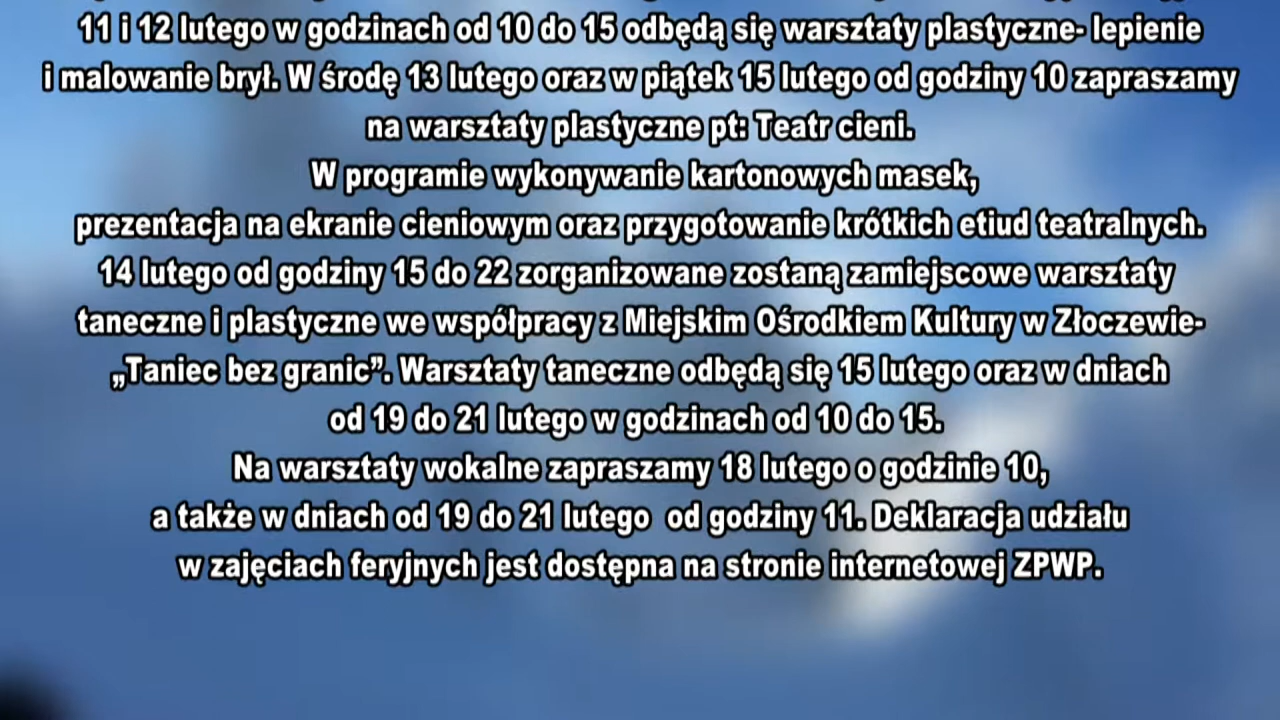 11 i 12 lutego w godzinach od 10 do 15 odbędą się warsztaty plastyczne- lepienie
i malowanie brył. W środę 13 lutego oraz w piątek 15 lutego od godziny 10 zapraszamy
na warsztaty plastyczne pt: Teatr cieni.
W programie wykonywanie kartonowych masek,
prezentacja na ekranie cieniowym oraz przygotowanie krótkich etiud teatralnych.
14 lutego od godziny 15 do 22 zorganizowane zostaną zamiejscowe warsztaty
taneczne i plastyczne we współpracy z Miejskim Ośrodkiem Kultury w Złoczewie-
„Taniec bez granic”. Warsztaty taneczne odbędą się 15 lutego oraz w dniach
od 19 do 21 lutego w godzinach od 10 do 15.
Na warsztaty wokalne zapraszamy 18 lutego o godzinie 10,
a także w dniach od 19 do 21 lutego  od godziny 11. Deklaracja udziału
w zajęciach feryjnych jest dostępna na stronie internetowej ZPWP.